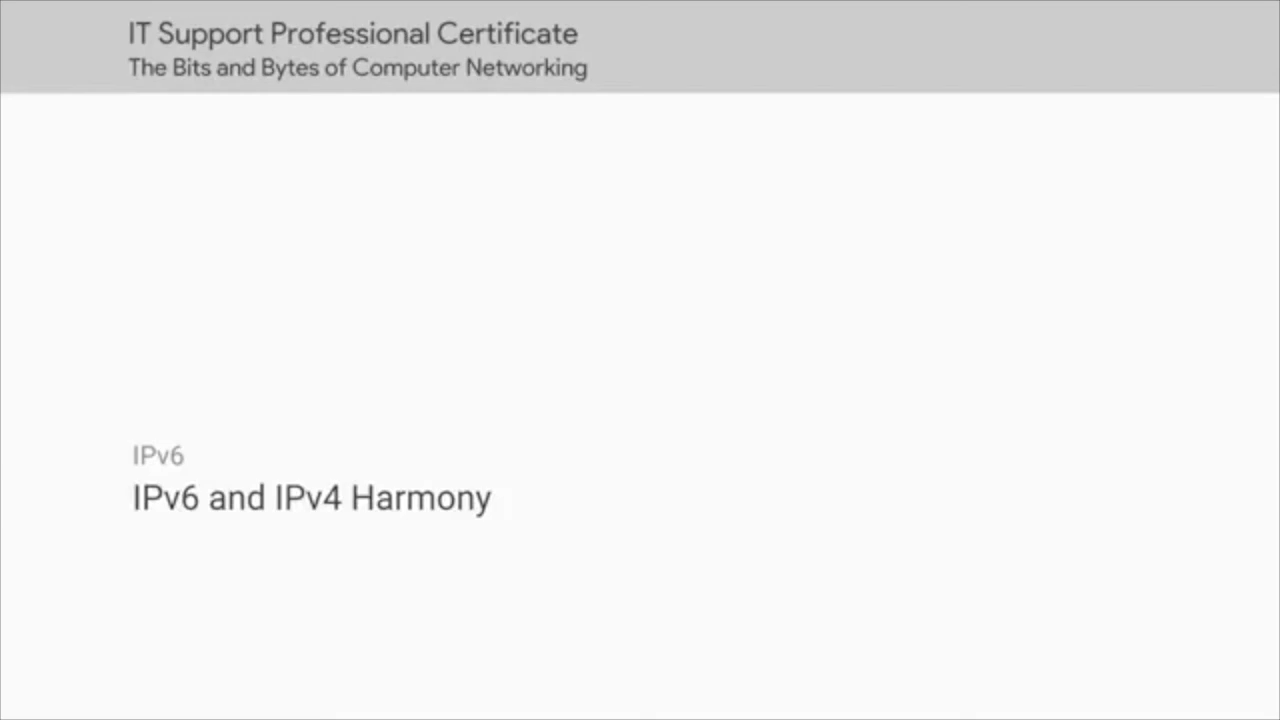 IT Support Professional Certificate
The Bits and Bytes of Computer Networking
IPv6
IPv6 and IPv4 Harmony